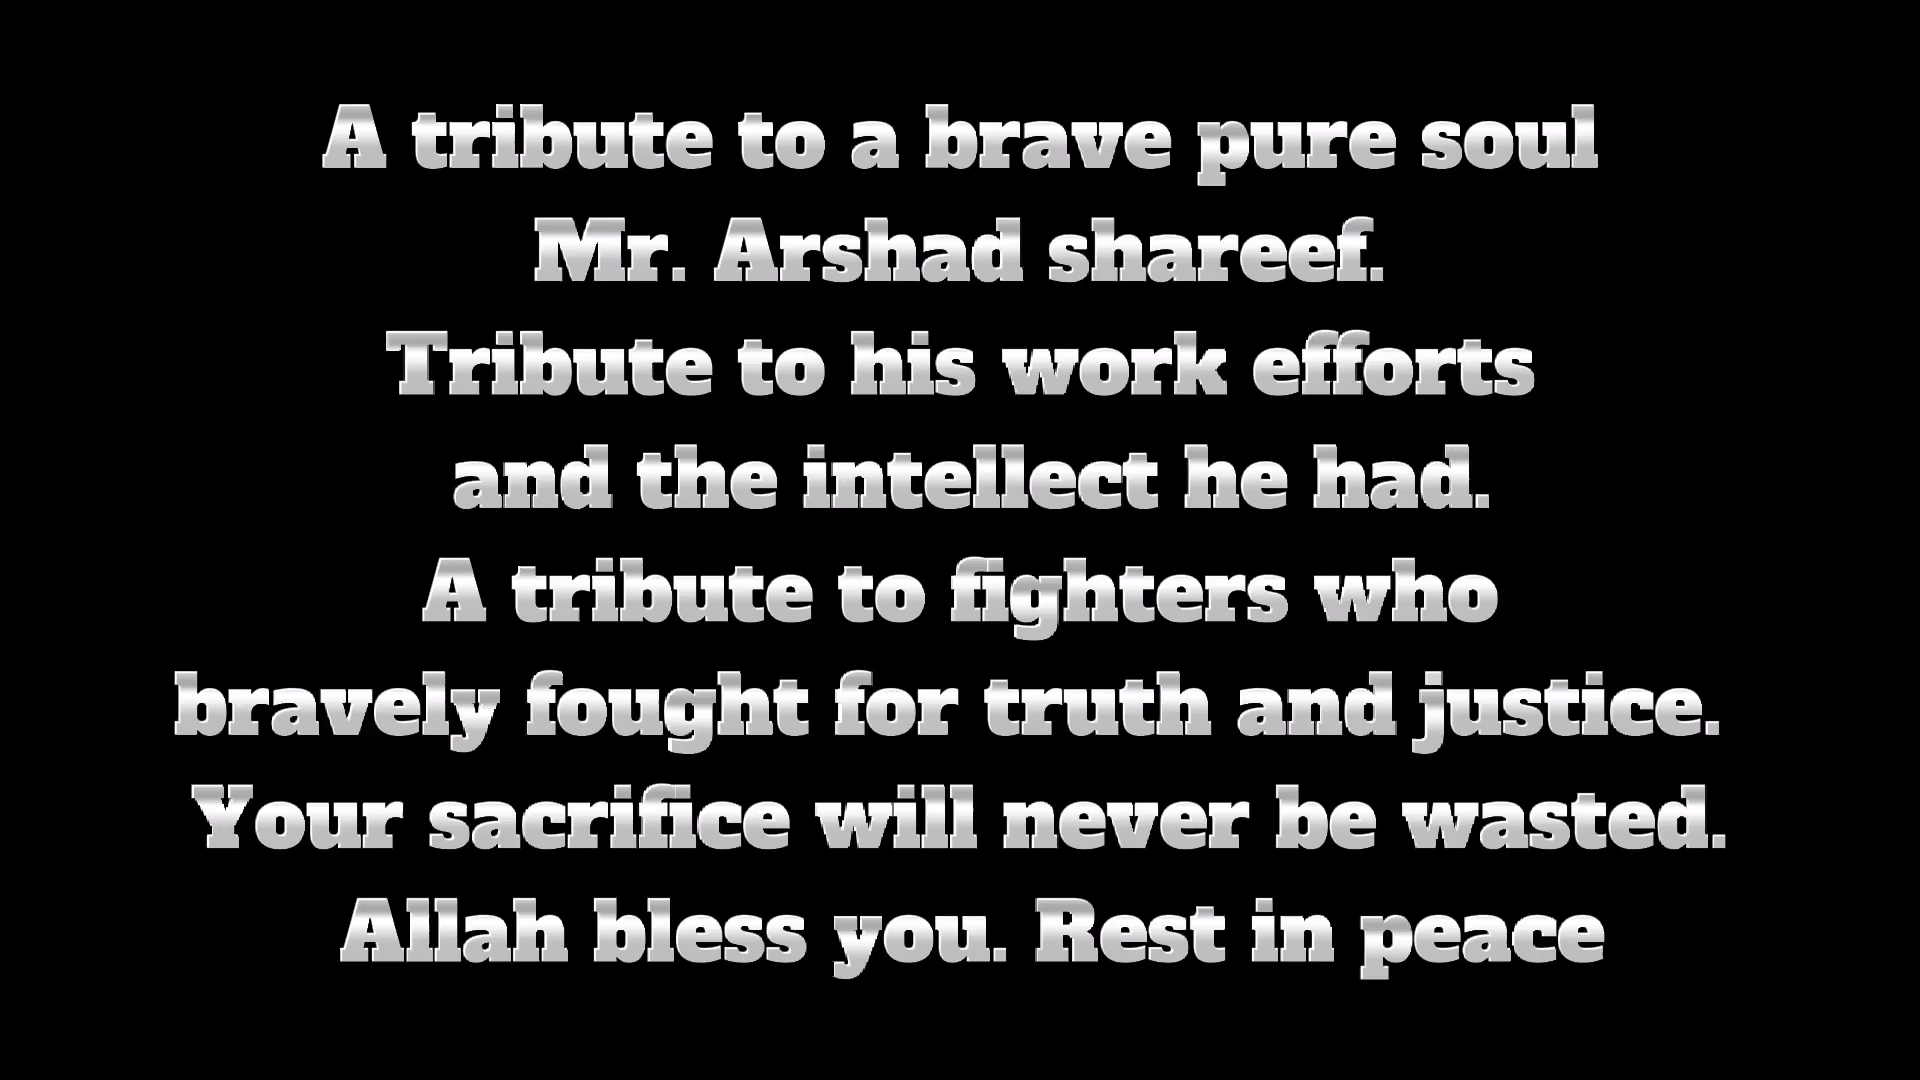 A tribute to a brave pure soul
Mr. Arshad shareef.
Tribute to his work efforts
and the intellect he had.
A tribute to fighters who
bravely fought for truth and justice.
Your sacrifice will never be wasted.
Allah bless you. Rest in peace